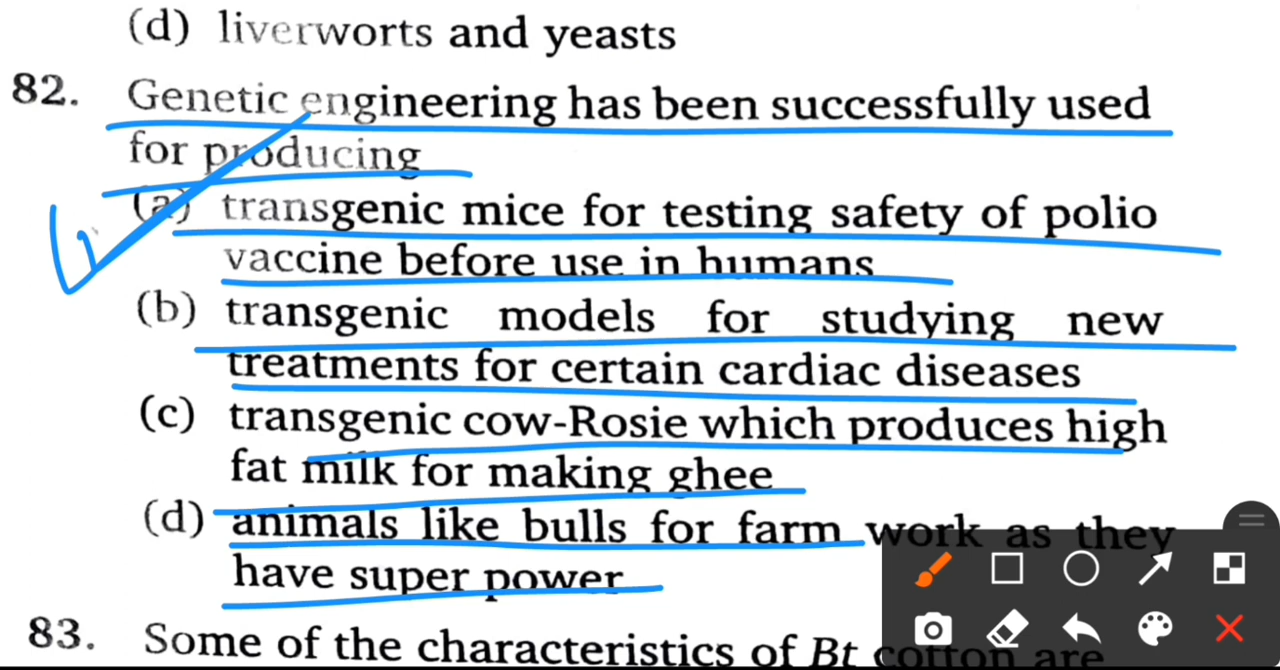 (d) liverworts and yeasts
82. Genetic engineering has been successfully used
for producing
(a) transgenic mice for testing safety of polio
vaccine before use in humans
(b) transgenic models for studying new
treatments for certain cardiac diseases
(c) transgenic cow-Rosie which produces high
fat milk for making ghee
(d) animals like bulls for farm work as they
have super power
83. Some of the characteristics of Bt cotton are